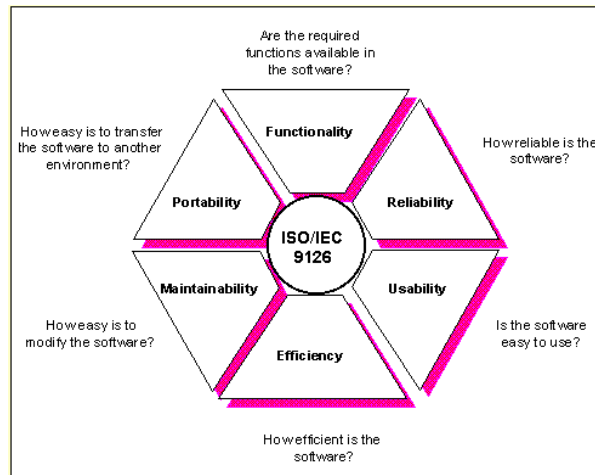 Are the required
functions available in
the software?
Functionality
How easy is to transfer
the software to another
environment?
How reliable is the
software?
Portability
Reliability
ISO/IEC
9126
Maintainability
Usability
How easy is to
modify the software?
Is the software
easy to use?
Efficiency
How efficient is the
software?